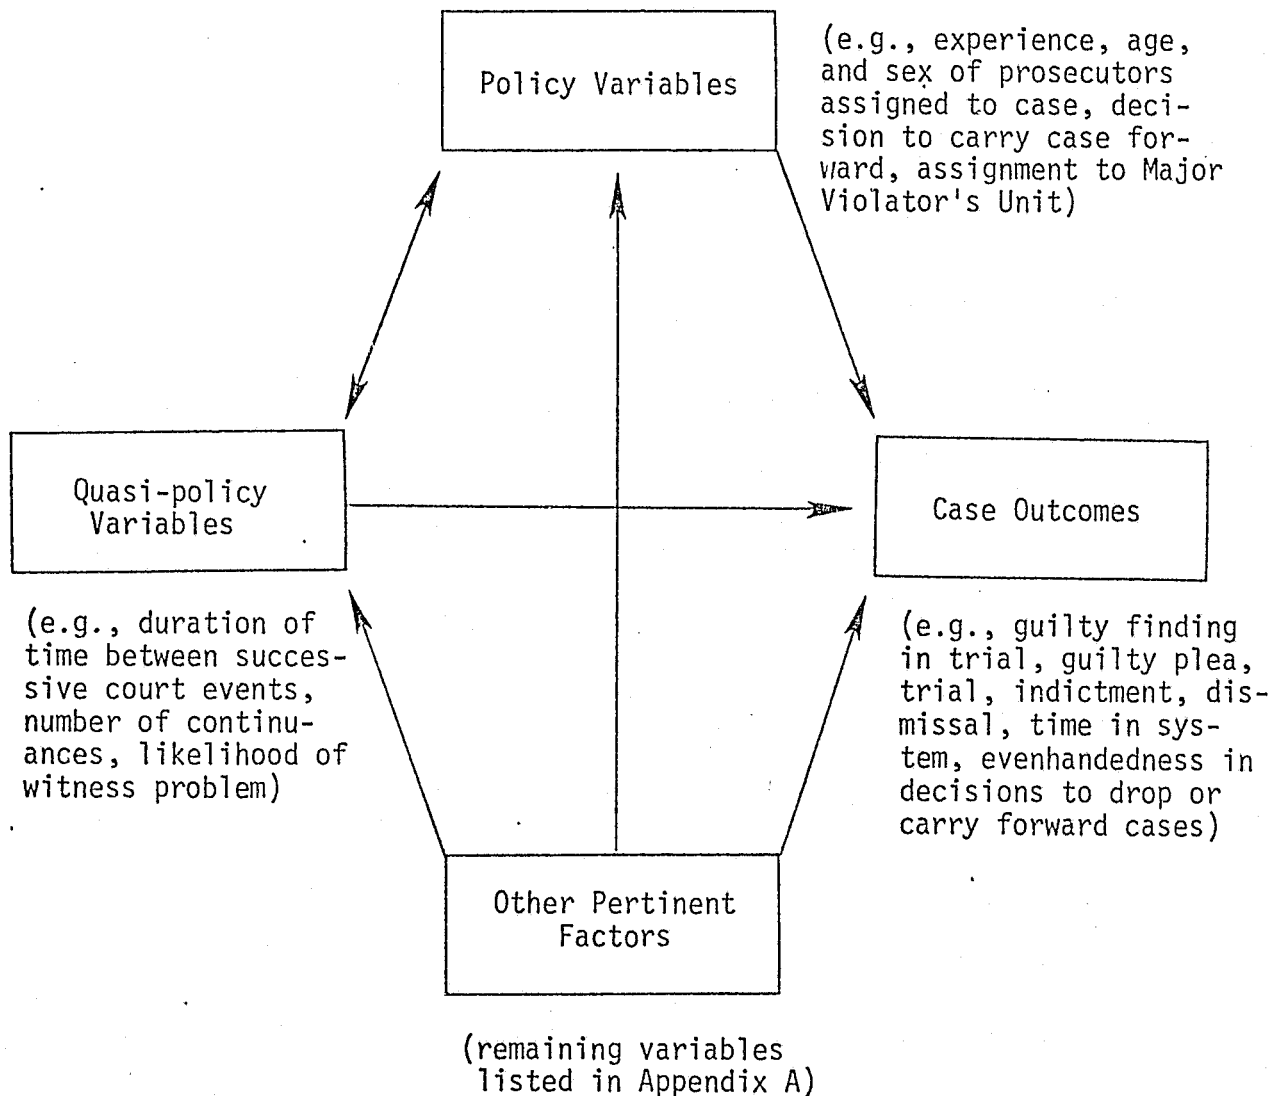 Policy Variables
(e.g., experience, age,
and sex of prosecutors
assigned to case, deci-
sion to carry case for-
ward, assignment to Major
Violator's Unit)
Quasi-policy
Variables
(e.g., duration of
time between succes-
sive court events,
number of continu-
ances, likelihood of
witness problem)
Case Outcomes
(e.g., guilty finding
in trial, guilty plea,
trial, indictment, dis-
missal, time in sys-
tem, evenhandedness in
decisions to drop or
carry forward cases)
Other Pertinent
Factors
(remaining variables
listed in Appendix A)